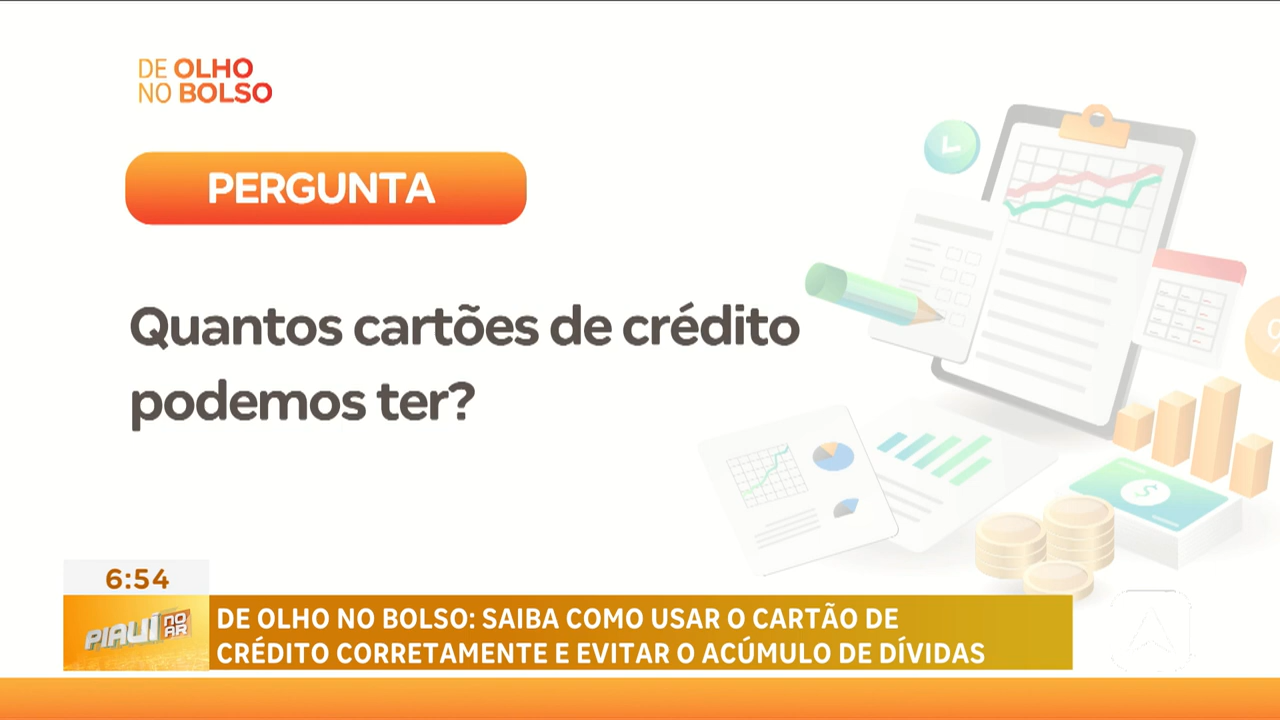 DE OLHO
NO BOLSO
PERGUNTA
Quantos cartões de crédito
podemos ter?
6:54
PIAUÍ NO AR
DE OLHO NO BOLSO: SAIBA COMO USAR O CARTÃO DE
CRÉDITO CORRETAMENTE E EVITAR O ACÚMULO DE DÍVIDAS